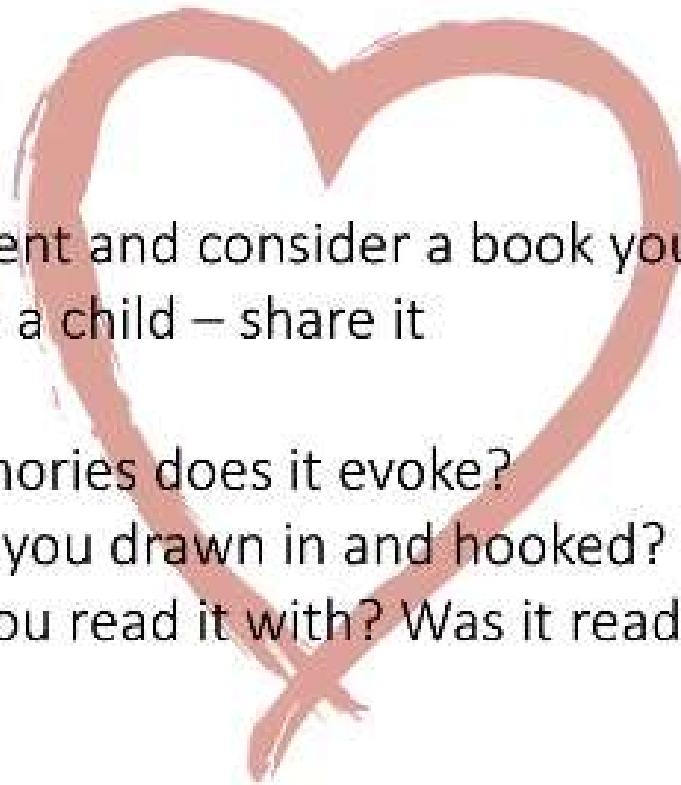 ent and consider a book you
a child – share it
nories does it evoke?
you drawn in and hooked?
ou read it with? Was it read